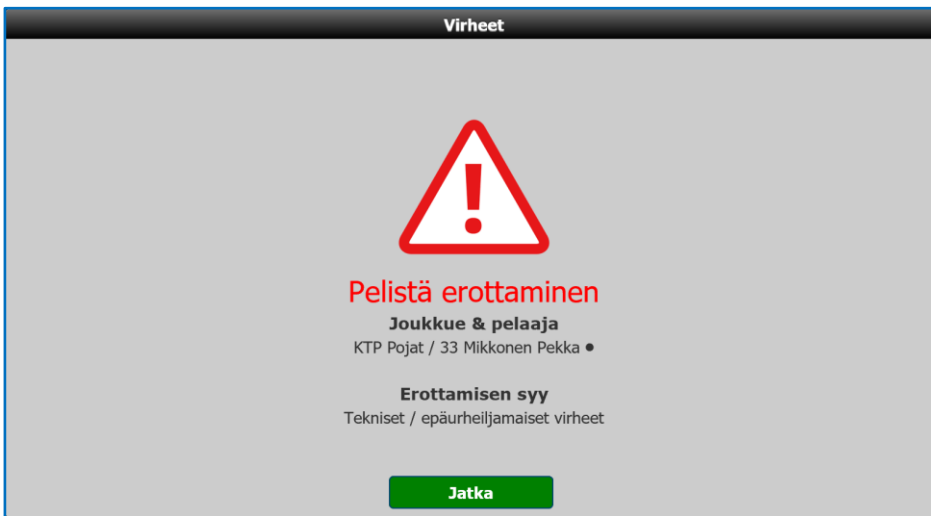 Virheet
Pelistä erottaminen
Joukkue & pelaaja
KTP Pojat / 33 Mikkonen Pekka ●
Erottamisen syy
Tekniset / epäurheiljamaiset virheet
Jatka